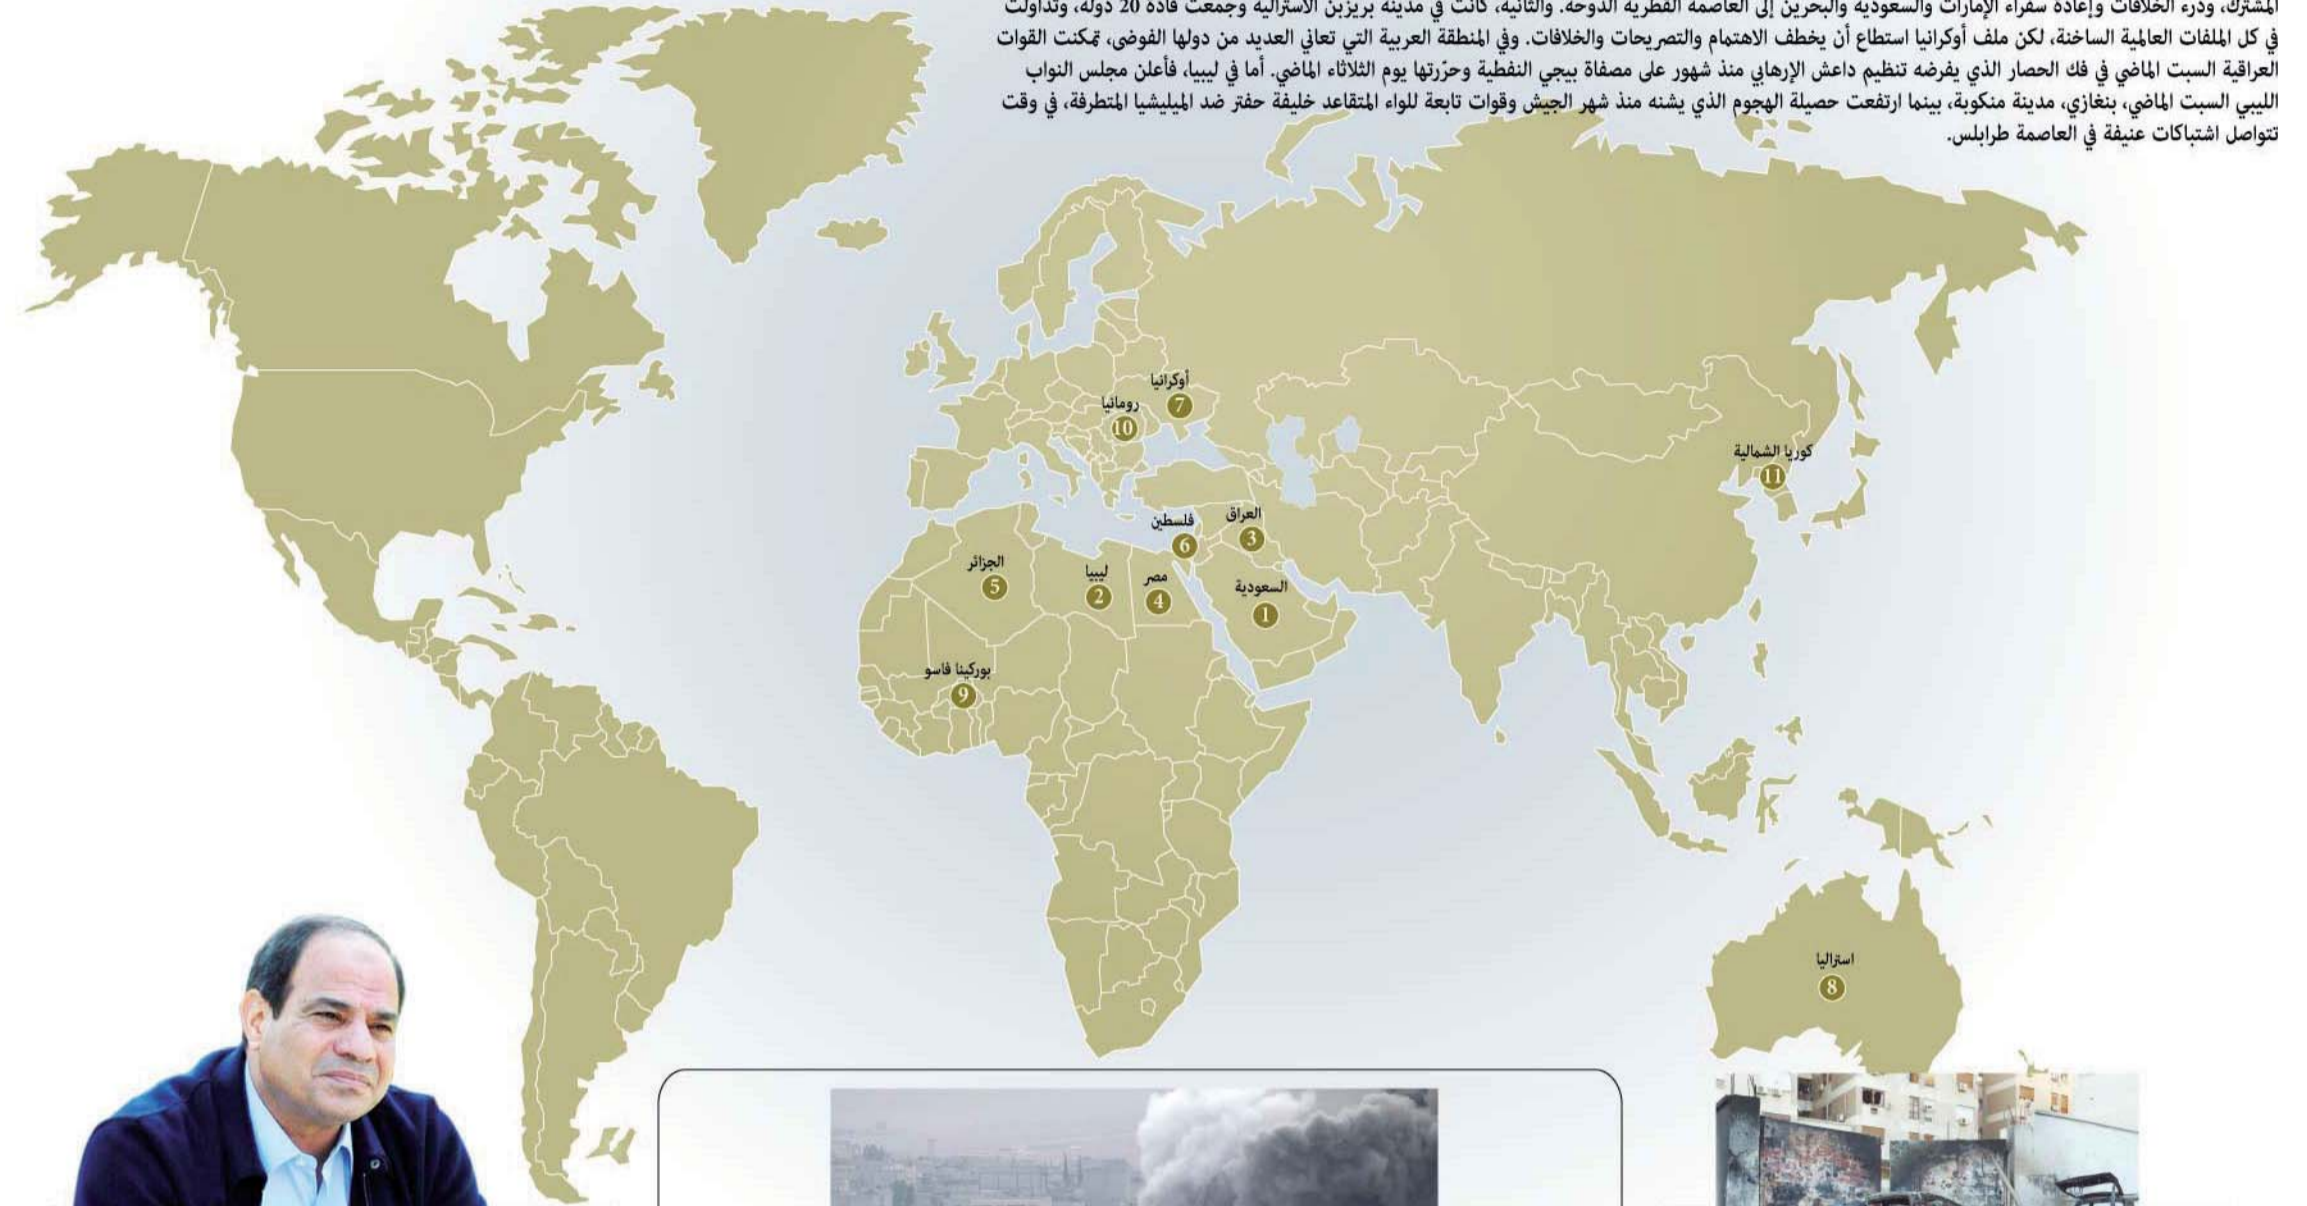 المشترك، ودرء الخلافات وإعادة سفراء الإمارات والسعودية والبحرين إلى العاصمة القطرية الدوحة. والثانية، كانت في مدينة بريزبن الأسترالية وجمعت قادة 20 دولة، وتداولت
في كل الملفات العالمية الساخنة، لكن ملف أوكرانيا استطاع أن يخطف الاهتمام والتصريحات والخلافات. وفي المنطقة العربية التي تعاني العديد من دولها الفوضى، تمكنت القوات
العراقية السبت الماضي في فك الحصار الذي يفرضه تنظيم داعش الإرهابي منذ شهور على مصفاة بيجي النفطية وحرّرتها يوم الثلاثاء الماضي. أما في ليبيا، فأعلن مجلس النواب
الليبي السبت الماضي، بنغازي، مدينة منكوبة، بينما ارتفعت حصيلة الهجوم الذي يشنه منذ شهر الجيش وقوات تابعة للواء المتقاعد خليفة حفتر ضد الميليشيا المتطرفة، في وقت
تتواصل اشتباكات عنيفة في العاصمة طرابلس.
أوكرانيا
7
رومانيا
10
كوريا الشمالية
11
العراق
3
فلسطين
6
الجزائر
5
ليبيا
2
مصر
4
السعودية
1
بوركينا فاسو
9
استراليا
8